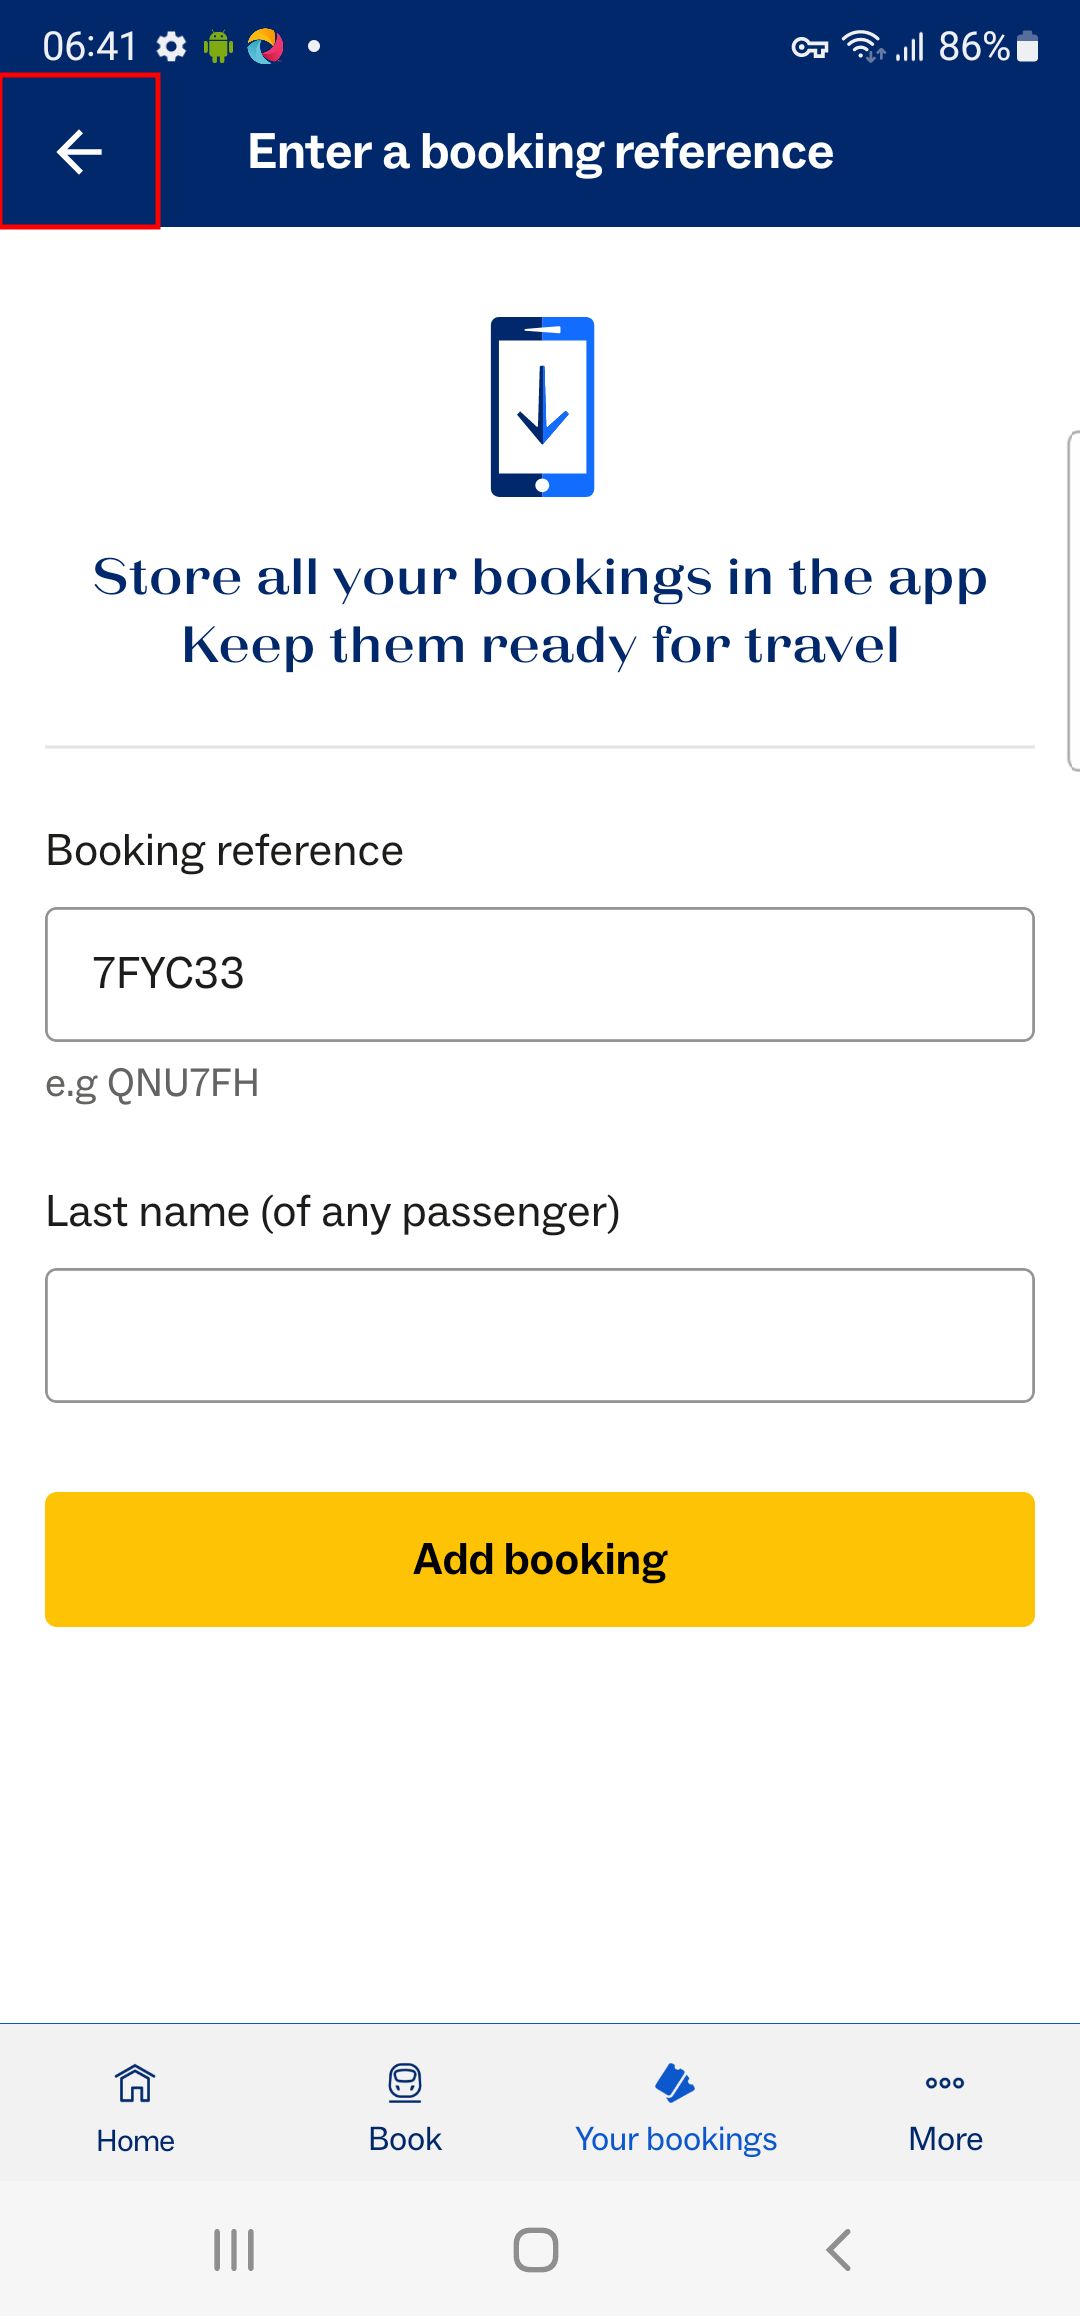 06:41
86%
Enter a booking reference
Store all your bookings in the app
Keep them ready for travel
Booking reference
7FYC33
e.g QNU7FH
Last name (of any passenger)
Add booking
Home
Book
Your bookings
More